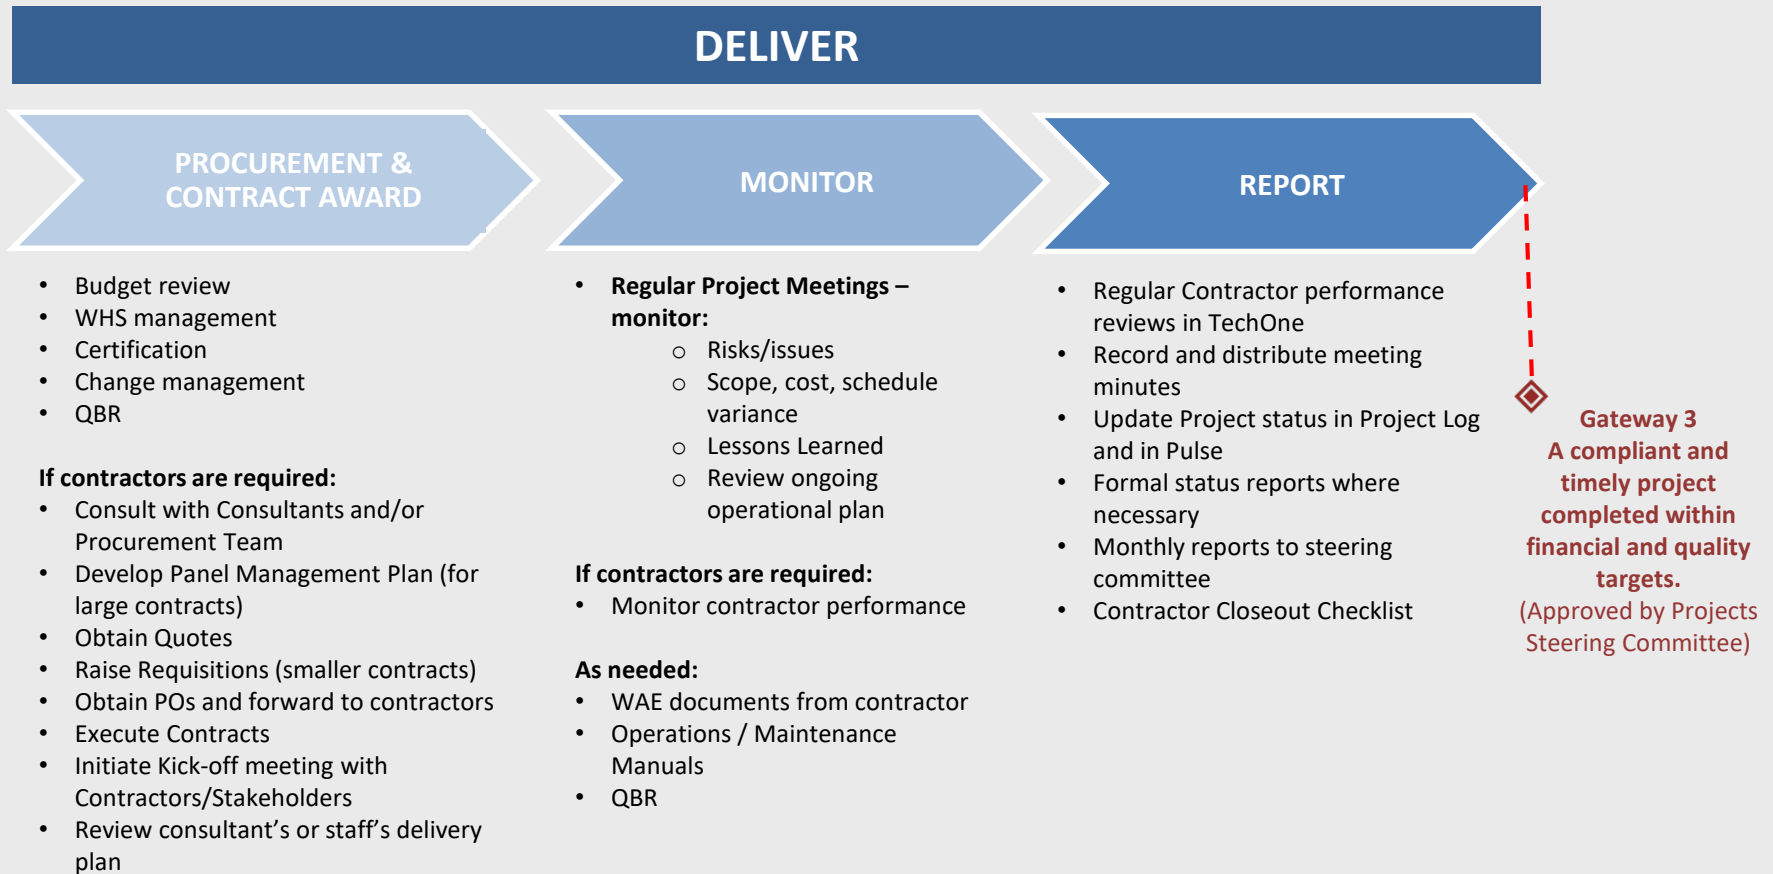 DELIVER
PROCUREMENT &
CONTRACT AWARD
• Budget review
• WHS management
• Certification
• Change management
• QBR
If contractors are required:
• Consult with Consultants and/or
Procurement Team
• Develop Panel Management Plan (for
large contracts)
• Obtain Quotes
• Raise Requisitions (smaller contracts)
• Obtain POs and forward to contractors
• Execute Contracts
• Initiate Kick-off meeting with
Contractors/Stakeholders
• Review consultant’s or staff’s delivery
plan
MONITOR
• Regular Project Meetings –
monitor:
o Risks/issues
o Scope, cost, schedule
variance
o Lessons Learned
o Review ongoing
operational plan
If contractors are required:
• Monitor contractor performance
As needed:
• WAE documents from contractor
• Operations / Maintenance
Manuals
• QBR
REPORT
• Regular Contractor performance
reviews in TechOne
• Record and distribute meeting
minutes
• Update Project status in Project Log
and in Pulse
• Formal status reports where
necessary
• Monthly reports to steering
committee
• Contractor Closeout Checklist
Gateway 3
A compliant and
timely project
completed within
financial and quality
targets.
(Approved by Projects
Steering Committee)